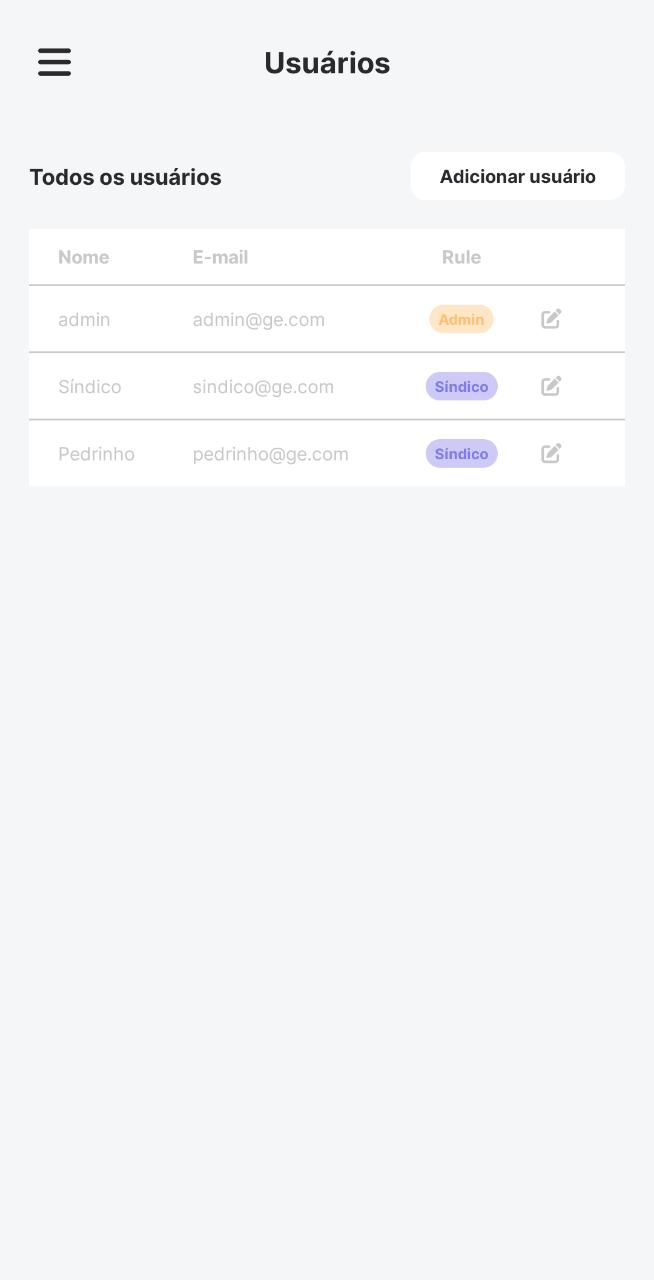 Usuários
Todos os usuários
Adicionar usuário
Nome E-mail Rule
admin admin@ge.com Admin
Síndico sindico@ge.com Síndico
Pedrinho pedrinho@ge.com Síndico